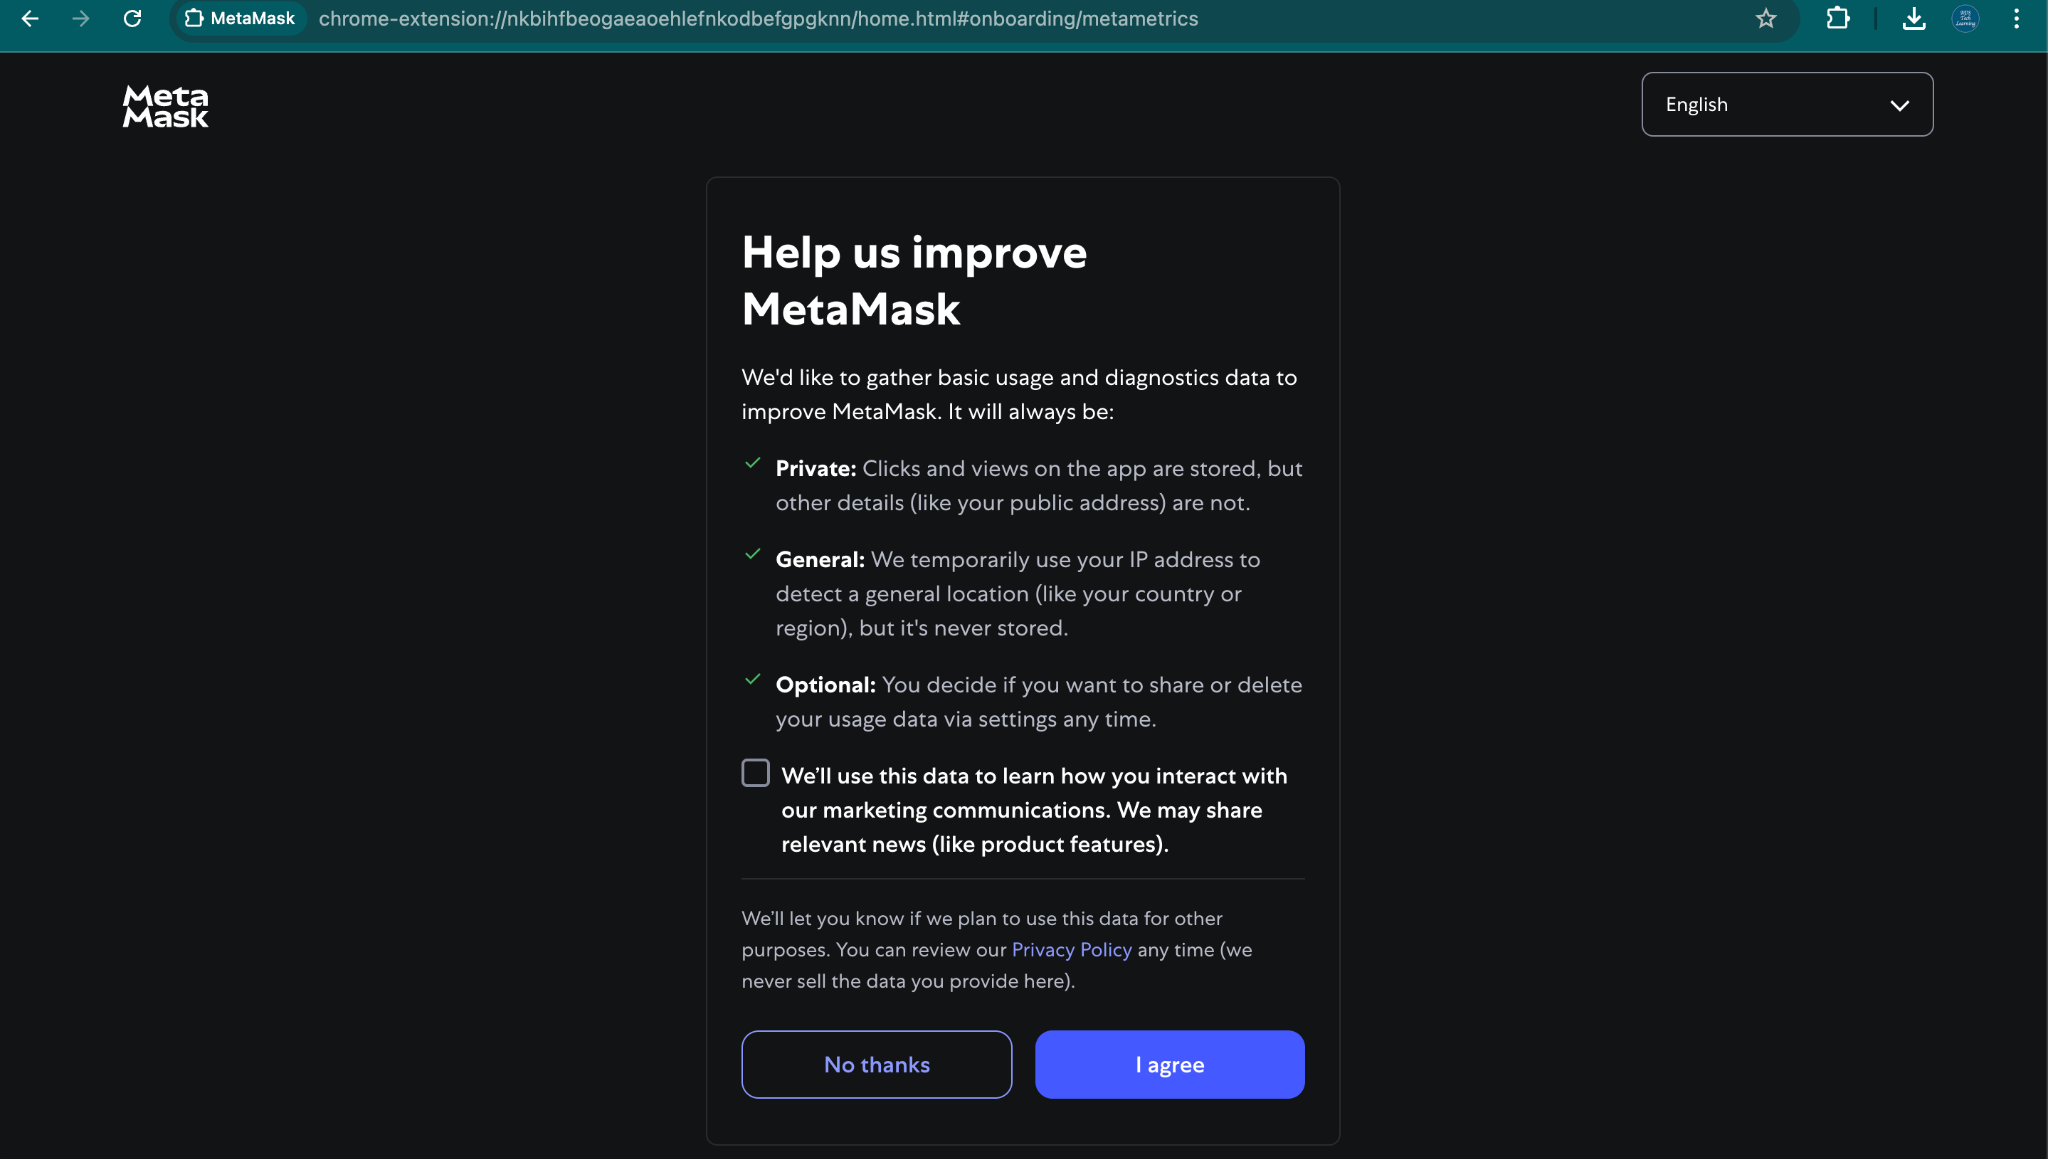 MetaMask chrome-extension://nkbihfbeogaeaoehlefnkodbefgpgknn/home.html#onboarding/metametrics
Meta
Mask
English
Help us improve
MetaMask
We'd like to gather basic usage and diagnostics data to
improve MetaMask. It will always be:
Private: Clicks and views on the app are stored, but
other details (like your public address) are not.
General: We temporarily use your IP address to
detect a general location (like your country or
region), but it's never stored.
Optional: You decide if you want to share or delete
your usage data via settings any time.
We’ll use this data to learn how you interact with
our marketing communications. We may share
relevant news (like product features).
We’ll let you know if we plan to use this data for other
purposes. You can review our Privacy Policy any time (we
never sell the data you provide here).
No thanks
I agree